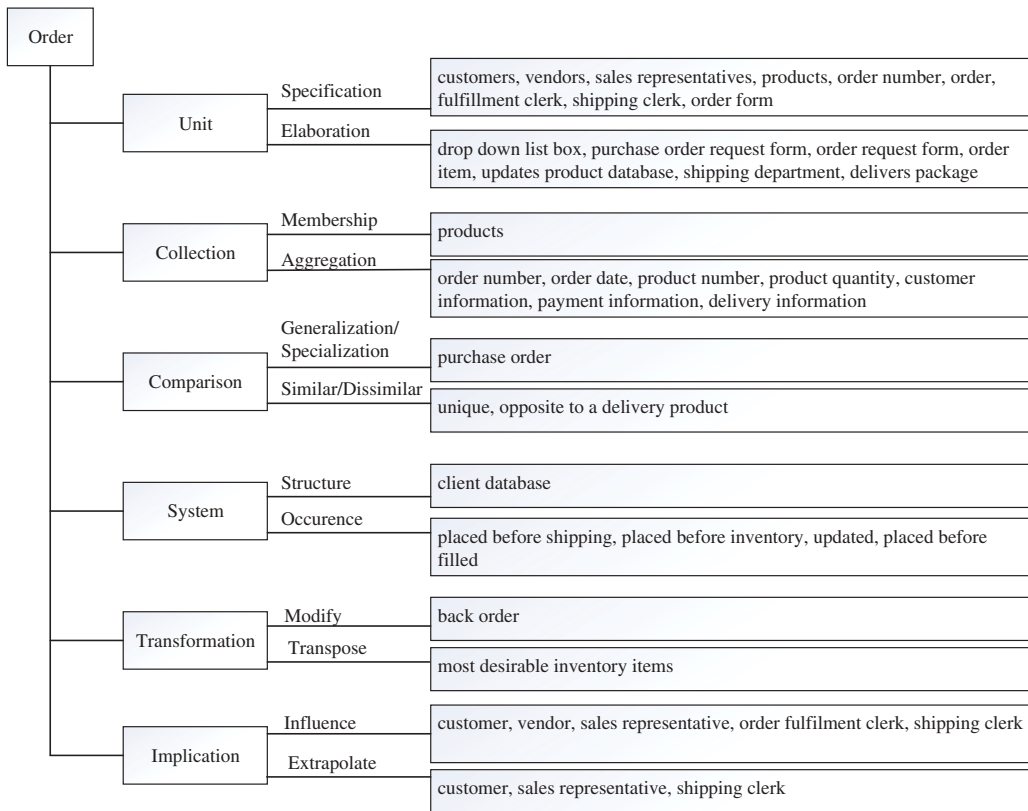 Order
Unit
Specification
customers, vendors, sales representatives, products, order number, order,
fulfillment clerk, shipping clerk, order form
Elaboration
drop down list box, purchase order request form, order request form, order
item, updates product database, shipping department, delivers package
Collection
Membership
products
Aggregation
order number, order date, product number, product quantity, customer
information, payment information, delivery information
Comparison
Generalization/
Specialization
purchase order
Similar/Dissimilar
unique, opposite to a delivery product
System
Structure
client database
Occurence
placed before shipping, placed before inventory, updated, placed before
filled
Transformation
Modify
back order
Transpose
most desirable inventory items
Implication
Influence
customer, vendor, sales representative, order fulfilment clerk, shipping clerk
Extrapolate
customer, sales representative, shipping clerk